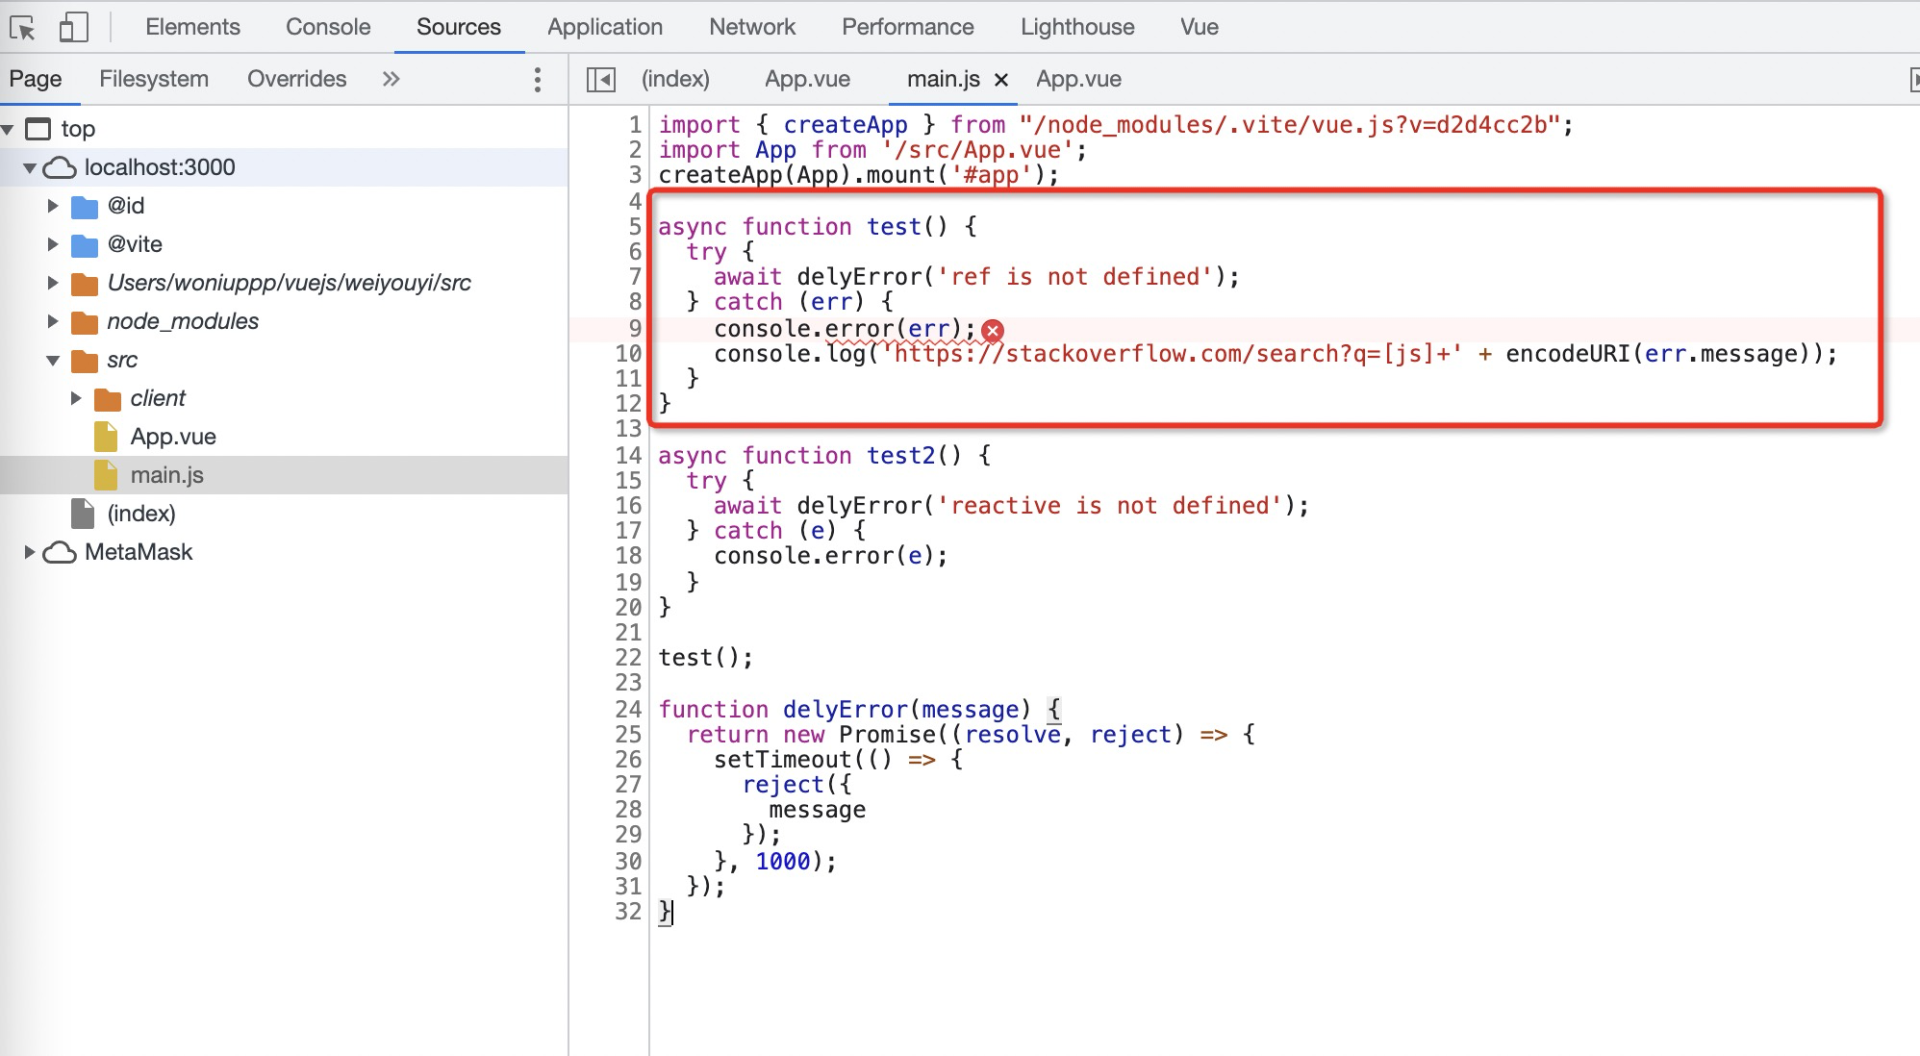 Elements Console Sources Application Network Performance Lighthouse Vue
Page Filesystem Overrides »
(index) App.vue main.js × App.vue
top
localhost:3000
@id
@vite
Users/woniuppp/vuejs/weiyouyi/src
node_modules
src
client
App.vue
main.js
(index)
MetaMask
1 import { createApp } from "/node_modules/.vite/vue.js?v=d2d4cc2b";
2 import App from '/src/App.vue';
3 createApp(App).mount('#app');
4
5 async function test() {
6   try {
7     await delyError('ref is not defined');
8   } catch (err) {
9     console.error(err);
10     console.log('https://stackoverflow.com/search?q=[js]+' + encodeURI(err.message));
11   }
12 }
13
14 async function test2() {
15   try {
16     await delyError('reactive is not defined');
17   } catch (e) {
18     console.error(e);
19   }
20 }
21
22 test();
23
24 function delyError(message) {
25   return new Promise((resolve, reject) => {
26     setTimeout(() => {
27       reject({
28         message
29       });
30     }, 1000);
31   });
32 }